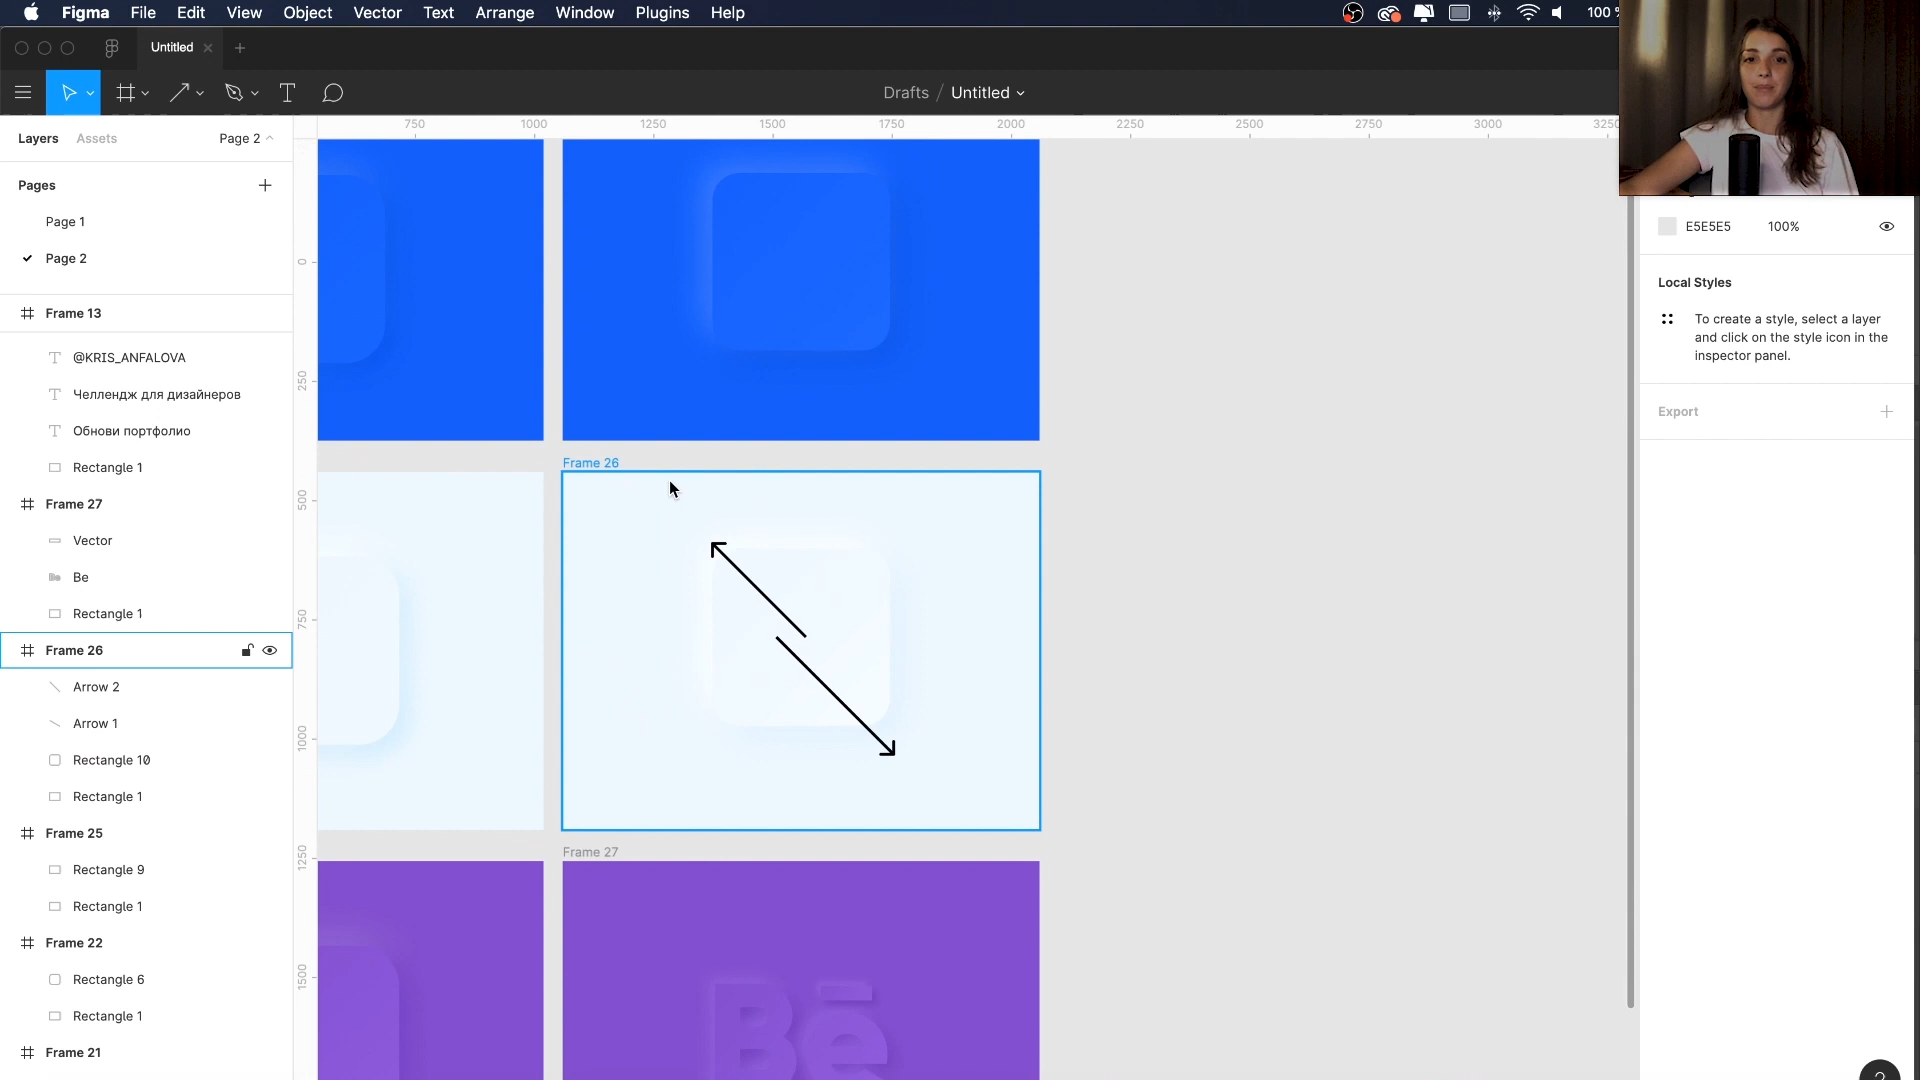 Figma File Edit View Object Vector Text Arrange Window Plugins Help 100
Untitled
Drafts / Untitled
Layers Assets Page 2
Pages
Page 1
Page 2
Frame 13
@KRIS_ANFALOVA
Челлендж для дизайнеров
Обнови портфолио
Rectangle 1
Frame 27
Vector
Be
Rectangle 1
Frame 26
Arrow 2
Arrow 1
Rectangle 10
Rectangle 1
Frame 25
Rectangle 9
Rectangle 1
Frame 22
Rectangle 6
Rectangle 1
Frame 21
750 1000 1250 1500 1750 2000 2250 2500 2750 3000 3250
0
250
500
750
1000
1250
1500
Frame 26
Frame 27
Bē
E5E5E5 100%
Local Styles
To create a style, select a layer
and click on the style icon in the
inspector panel.
Export
?